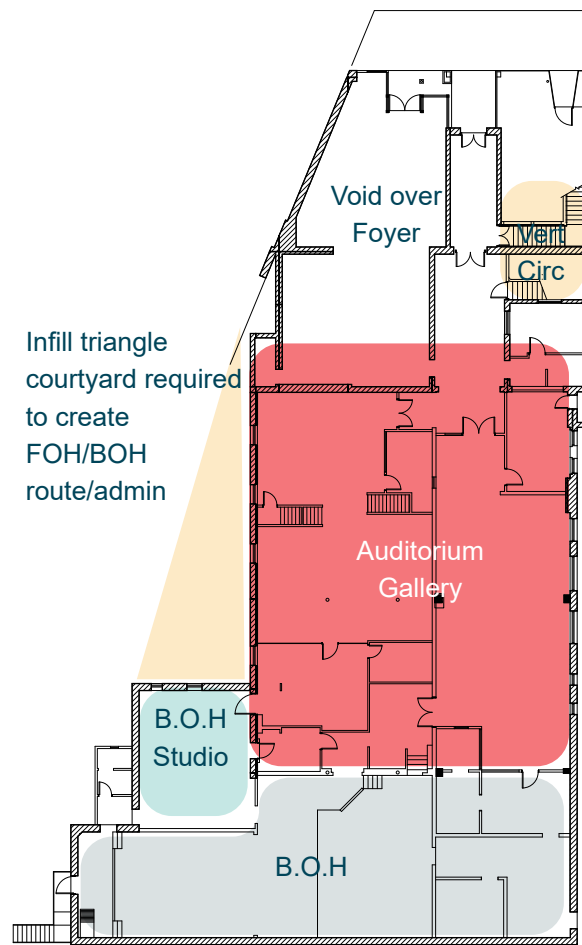 Void over
Foyer
Vert
Circ
Infill triangle
courtyard required
to create
FOH/BOH
route/admin
Auditorium
Gallery
B.O.H
Studio
B.O.H